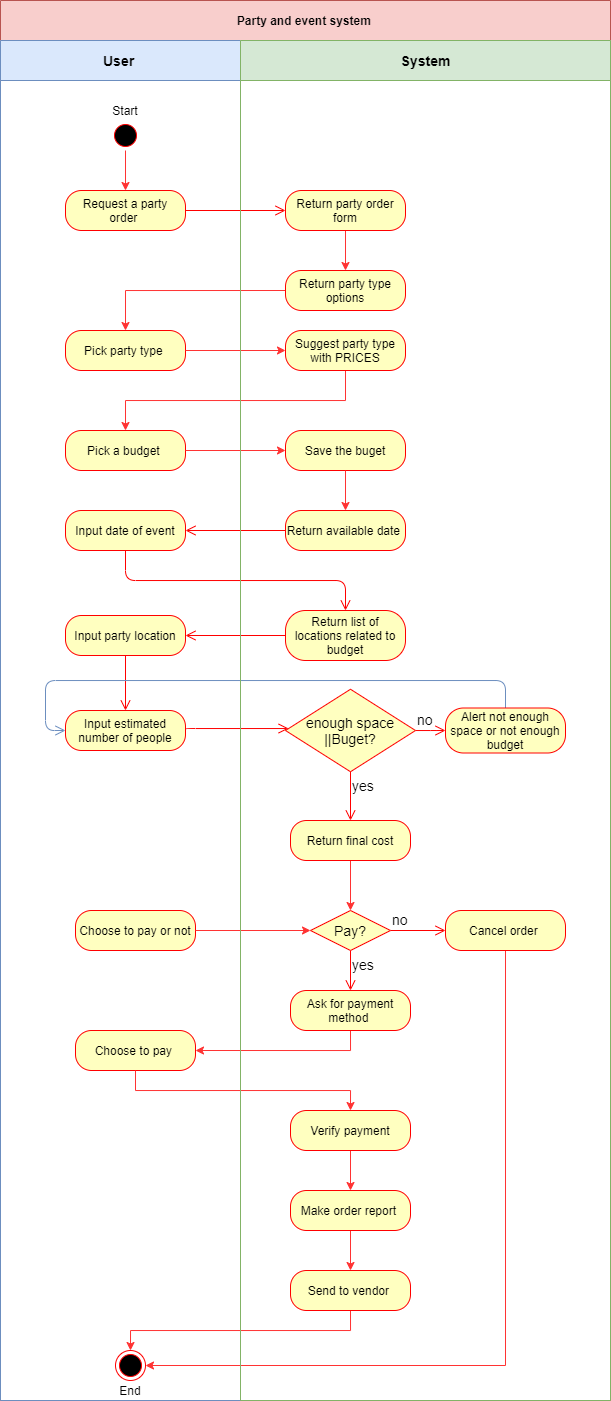 Party and event system
User
System
Start
Request a party
order
Return party order
form
Return party type
options
Pick party type
Suggest party type
with PRICES
Pick a budget
Save the buget
Input date of event
Return available date
Input party location
Return list of
locations related to
budget
Input estimated
number of people
enough space
||Buget?
no
Alert not enough
space or not enough
budget
yes
Return final cost
Choose to pay or not
Pay?
no
Cancel order
yes
Ask for payment
method
Choose to pay
Verify payment
Make order report
Send to vendor
End